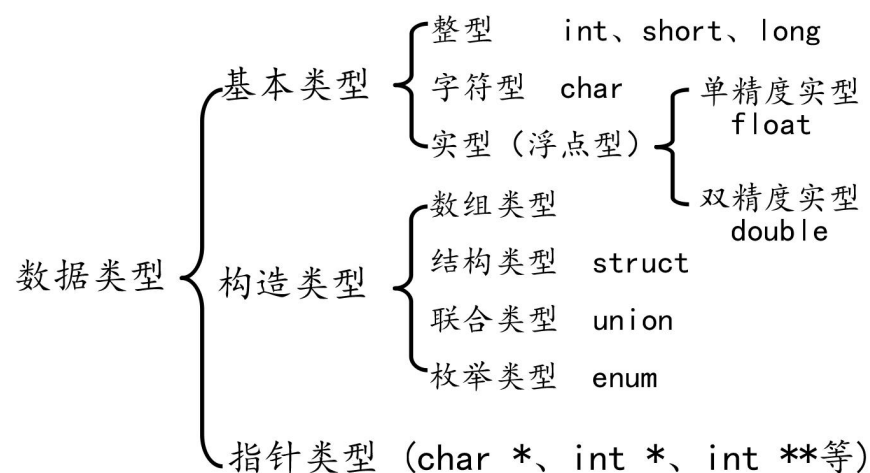 整型 int、short、long
基本类型
字符型 char
单精度实型
float
实型（浮点型）
双精度实型
double
数组类型
数据类型
构造类型
结构类型 struct
联合类型 union
枚举类型 enum
指针类型 (char *、int *、int **等)